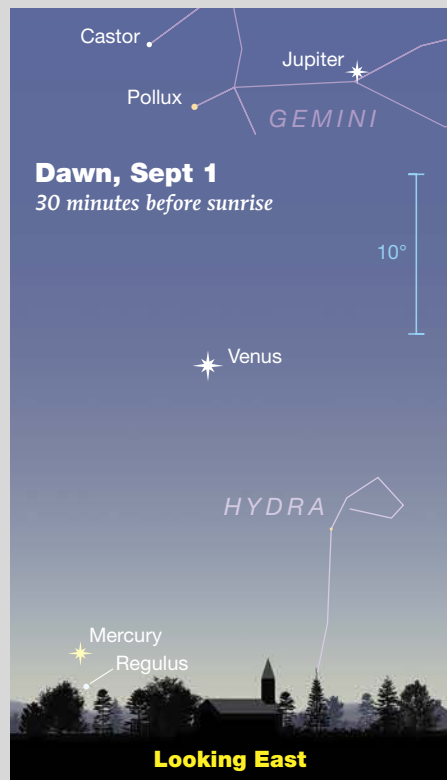 Castor
Jupiter
Pollux
GEMINI
Dawn, Sept 1
30 minutes before sunrise
10°
Venus
HYDRA
Mercury
Regulus
Looking East